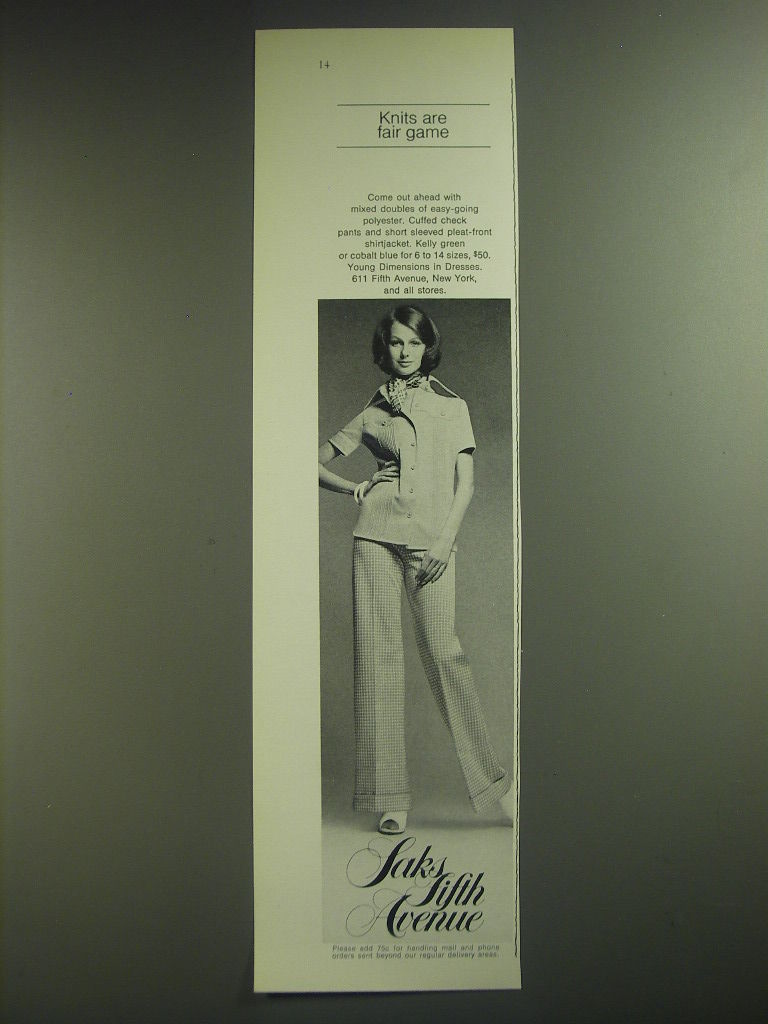 14
Knits are
fair game
Come out ahead with
mixed doubles of easy-going
polyester. Cuffed check
pants and short sleeved pleat-front
shirtjacket. Kelly green
or cobalt blue for 6 to 14 sizes, $50.
Young Dimensions in Dresses.
611 Fifth Avenue, New York,
and all stores.
Saks
Fifth
Avenue
Please add 75c for handling mail and phone
orders sent beyond our regular delivery areas.